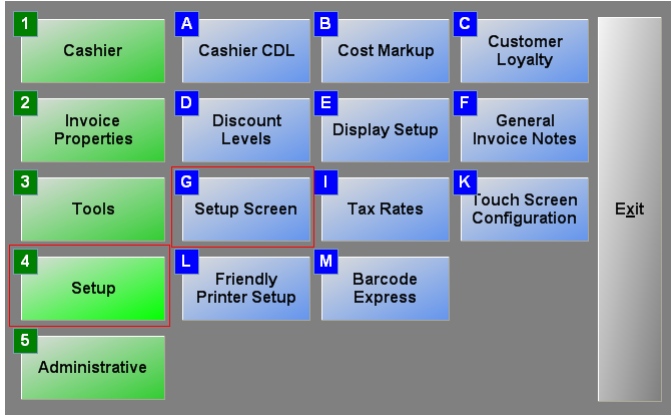 1
Cashier
A
Cashier CDL
B
Cost Markup
C
Customer
Loyalty
2
Invoice
Properties
D
Discount
Levels
E
Display Setup
F
General
Invoice Notes
3
Tools
G
Setup Screen
I
Tax Rates
K
Touch Screen
Configuration
Exit
4
Setup
L
Friendly
Printer Setup
M
Barcode
Express
5
Administrative